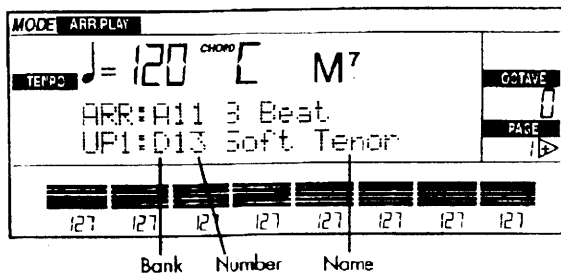 MODE ARR.PLAY
TEMPO ♩= 120 CHORD C M7
OCTAVE
0
ARR:A11 8 Beat
PAGE
UP1:D13 Soft Tenor
1 +
127 127 127 127 127 127 127 127
Bank Number Name